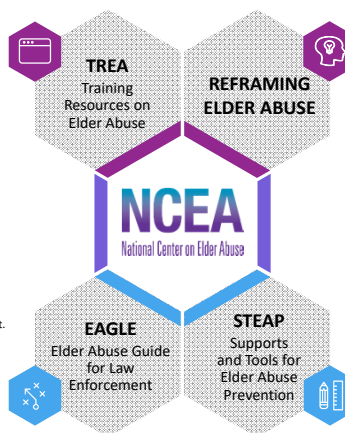 TREA
Training
Resources on
Elder Abuse
REFRAMING
ELDER ABUSE
NCEA
National Center on Elder Abuse
t.
EAGLE
Elder Abuse Guide
for Law
Enforcement
STEAP
Supports
and Tools for
Elder Abuse
Prevention